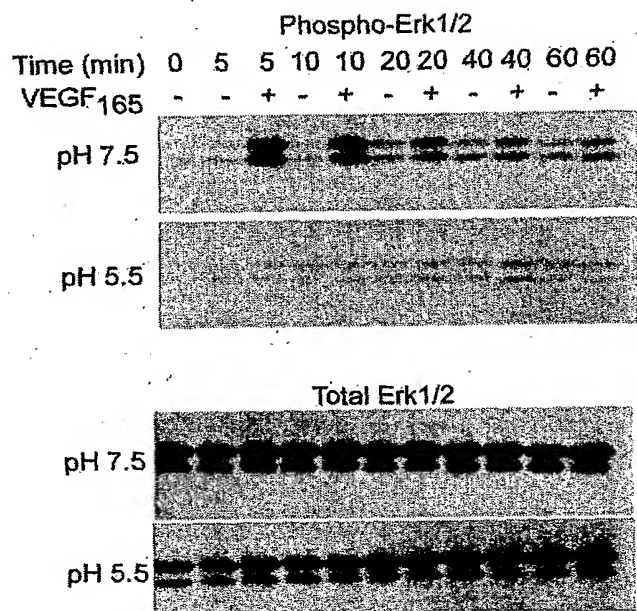 Phospho-Erk1/2
Time (min) 0 5 5 10 10 20 20 40 40 60 60
VEGF165 - - + - + - + - + - +
pH 7.5
pH 5.5
Total Erk1/2
pH 7.5
pH 5.5